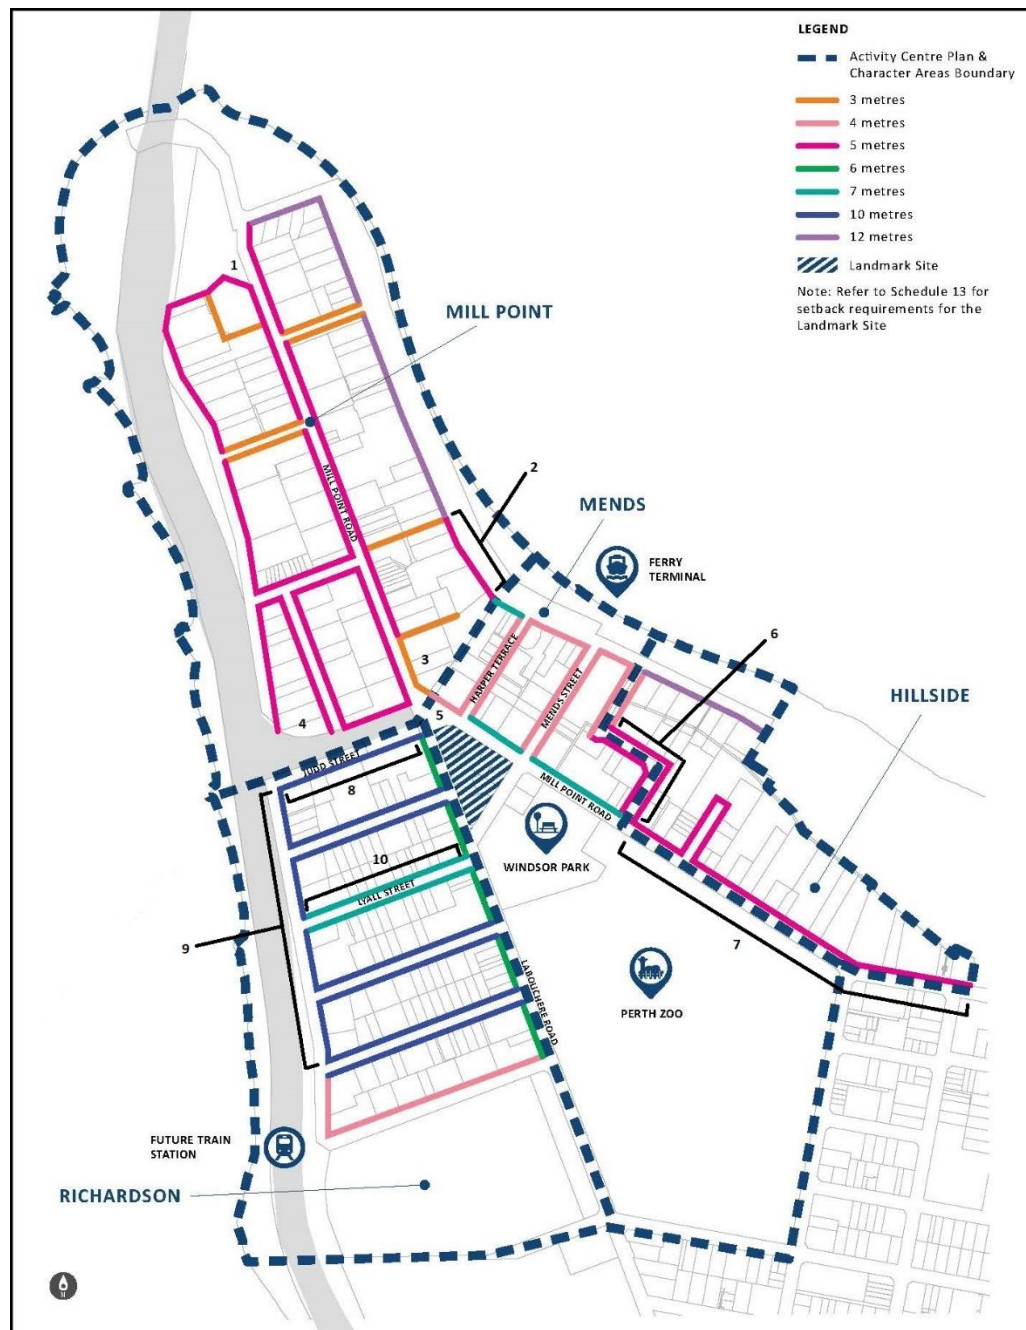 LEGEND
Activity Centre Plan &
Character Areas Boundary
3 metres
4 metres
5 metres
6 metres
7 metres
10 metres
12 metres
Landmark Site
Note: Refer to Schedule 13 for
setback requirements for the
Landmark Site
1
MILL POINT
2
MENDS
MILL POINT ROAD
FERRY
TERMINAL
6
3
HARPER TERRACE
MENDS STREET
HILLSIDE
4
5
JUDD STREET
8
MILL POINT ROAD
WINDSOR PARK
10
LYALL STREET
9
7
LABOUCHERE ROAD
PERTH ZOO
FUTURE TRAIN
STATION
RICHARDSON
N